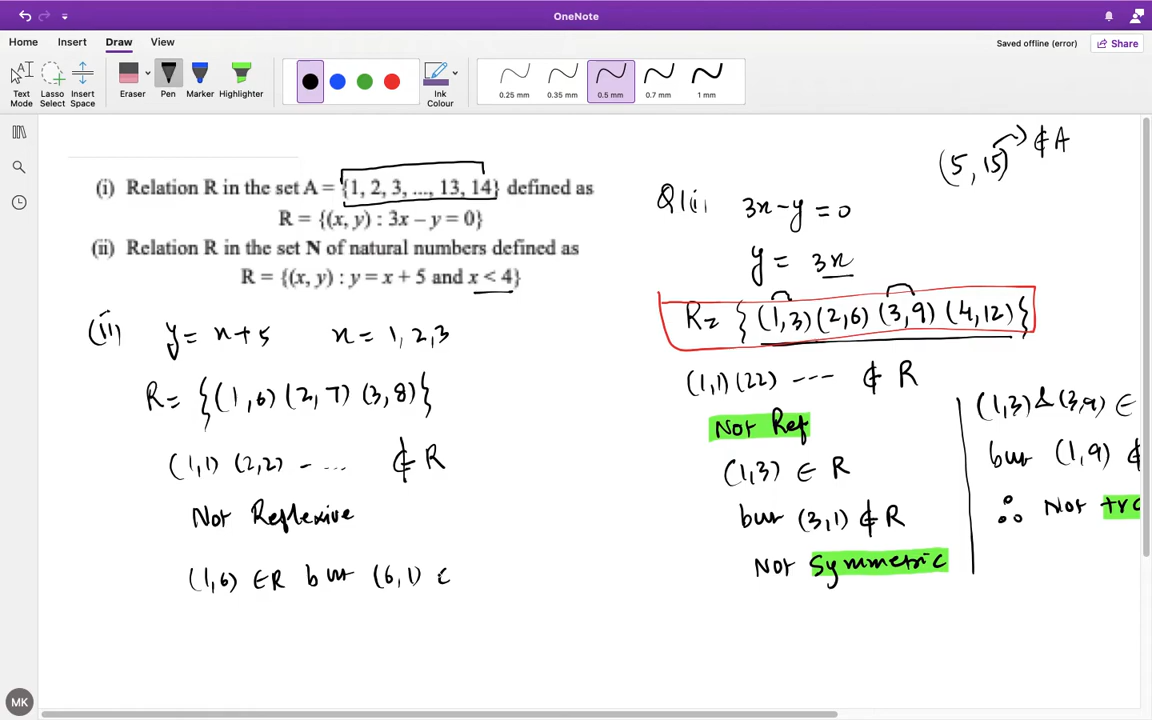 OneNote
Home Insert Draw View
Saved offline (error) Share
Text Mode
Lasso Select
Insert Space
Eraser
Pen
Marker
Highlighter
Ink Colour
0.25 mm
0.35 mm
0.5 mm
0.7 mm
1 mm
(i) Relation R in the set A = {1, 2, 3, ..., 13, 14} defined as
R = {(x, y) : 3x – y = 0}
(ii) Relation R in the set N of natural numbers defined as
R = {(x, y) : y = x + 5 and x < 4}
(ii) y = x + 5 x = 1, 2, 3
R = {(1, 6) (2, 7) (3, 8)}
(1,1) (2,2) - ... ∉ R
Not Reflexive
(1,6) ∈ R but (6,1) c
(5, 15) → ∉ A
3x – y = 0
y = 3x
R = {(1,3) (2,6) (3,9) (4,12)}
(1,1) (22) --- ∉ R
Not Ref
(1,3) ∈ R
but (3,1) ∉ R
Not Symmetric
(1,3) & (3,9) ∈
but (1,9) ∉
∴ Not tra
MK